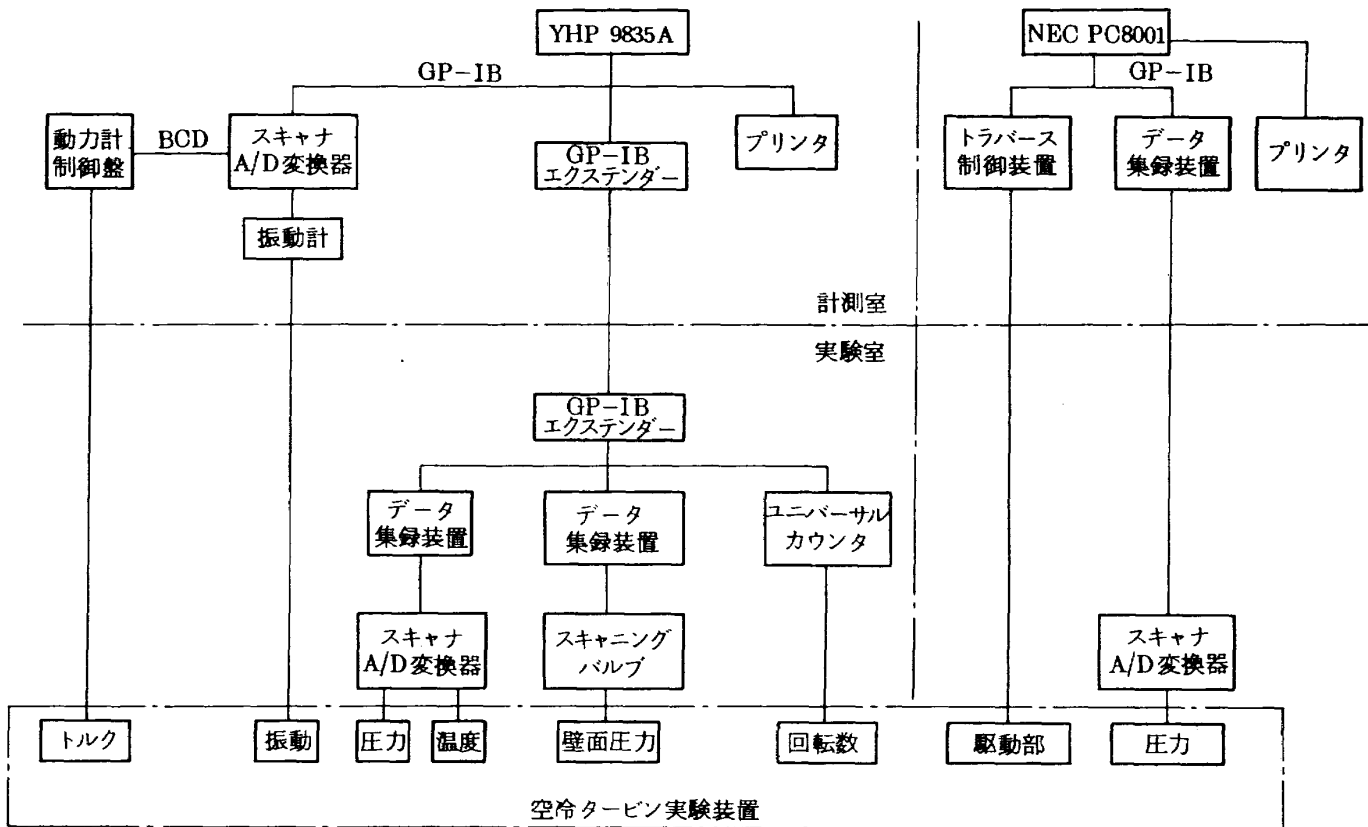 YHP 9835A
NEC PC8001
GP-IB
GP-IB
動力計
制御盤
BCD
スキャナ
A/D変換器
GP-IB
エクステンダー
プリンタ
トラバース
制御装置
データ
集録装置
プリンタ
振動計
計測室
実験室
GP-IB
エクステンダー
データ
集録装置
データ
集録装置
ユニバーサル
カウンタ
スキャナ
A/D変換器
スキャニング
バルブ
スキャナ
A/D変換器
トルク
振動
圧力
温度
壁面圧力
回転数
駆動部
圧力
空冷タービン実験装置